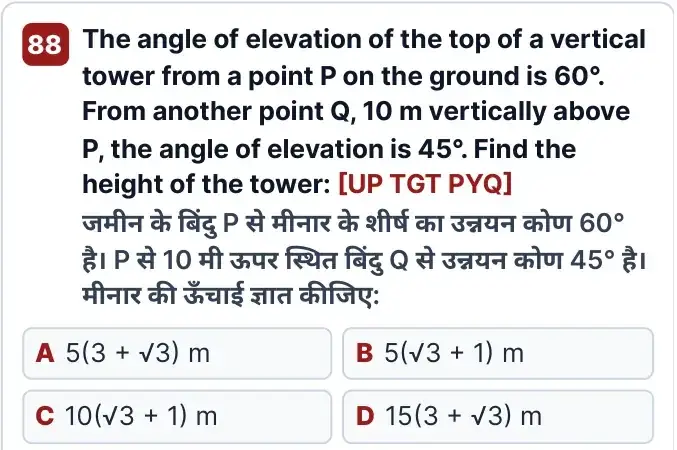 88 The angle of elevation of the top of a vertical
tower from a point P on the ground is 60°.
From another point Q, 10 m vertically above
P, the angle of elevation is 45°. Find the
height of the tower: [UP TGT PYQ]
जमीन के बिंदु P से मीनार के शीर्ष का उन्नयन कोण 60°
है। P से 10 मी ऊपर स्थित बिंदु Q से उन्नयन कोण 45° है।
मीनार की ऊँचाई ज्ञात कीजिए:
A 5(3 + √3) m
B 5(√3 + 1) m
C 10(√3 + 1) m
D 15(3 + √3) m